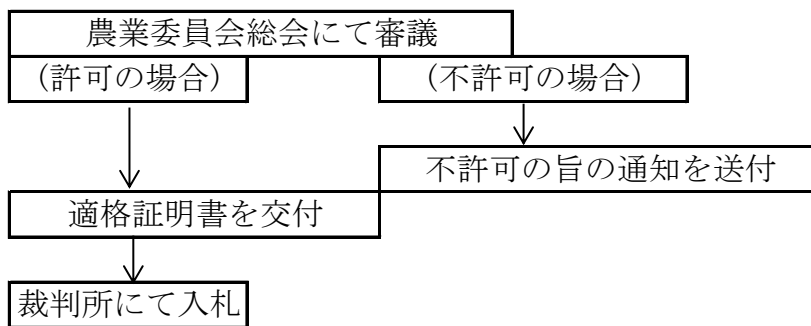 農業委員会総会にて審議
(許可の場合)
(不許可の場合)
不許可の旨の通知を送付
適格証明書を交付
裁判所にて入札